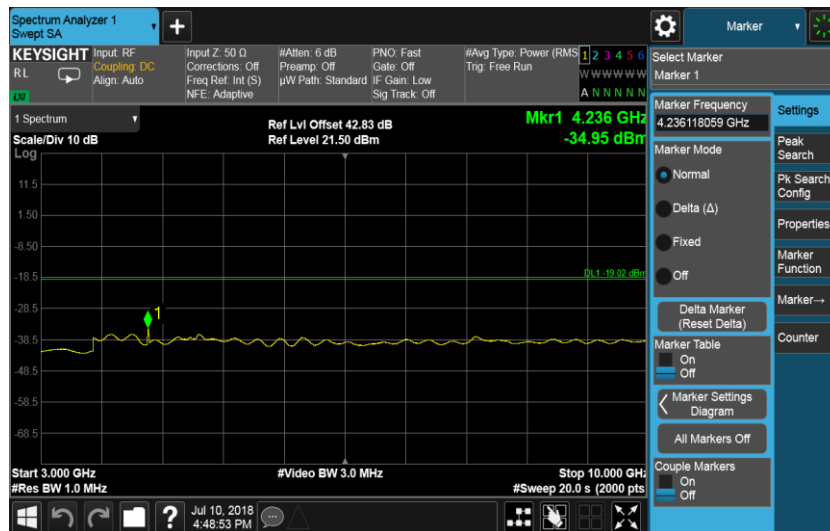 Spectrum Analyzer 1
Swept SA
Marker
KEYSIGHT
RL
LXI
Input: RF
Coupling: DC
Align: Auto
Input Z: 50 Ω
Corrections: Off
Freq Ref: Int (S)
NFE: Adaptive
#Atten: 6 dB
Preamp: Off
µW Path: Standard
PNO: Fast
Gate: Off
IF Gain: Low
Sig Track: Off
#Avg Type: Power (RMS
Trig: Free Run
1 2 3 4 5 6
W W W W W W
A N N N N N
1 Spectrum
Scale/Div 10 dB
Log
Ref Lvl Offset 42.83 dB
Ref Level 21.50 dBm
Mkr1 4.236 GHz
-34.95 dBm
11.5
1.50
-8.50
-18.5
-28.5
-38.5
-48.5
-58.5
-68.5
DL1 -19.02 dBm
1
Start 3.000 GHz
#Res BW 1.0 MHz
#Video BW 3.0 MHz
Stop 10.000 GHz
#Sweep 20.0 s (2000 pts
Jul 10, 2018
4:48:53 PM
Select Marker
Marker 1
Marker Frequency
4.236118059 GHz
Marker Mode
Normal
Delta (Δ)
Fixed
Off
Delta Marker
(Reset Delta)
Marker Table
On
Off
Marker Settings
Diagram
All Markers Off
Couple Markers
On
Off
Settings
Peak
Search
Pk Search
Config
Properties
Marker
Function
Marker→
Counter